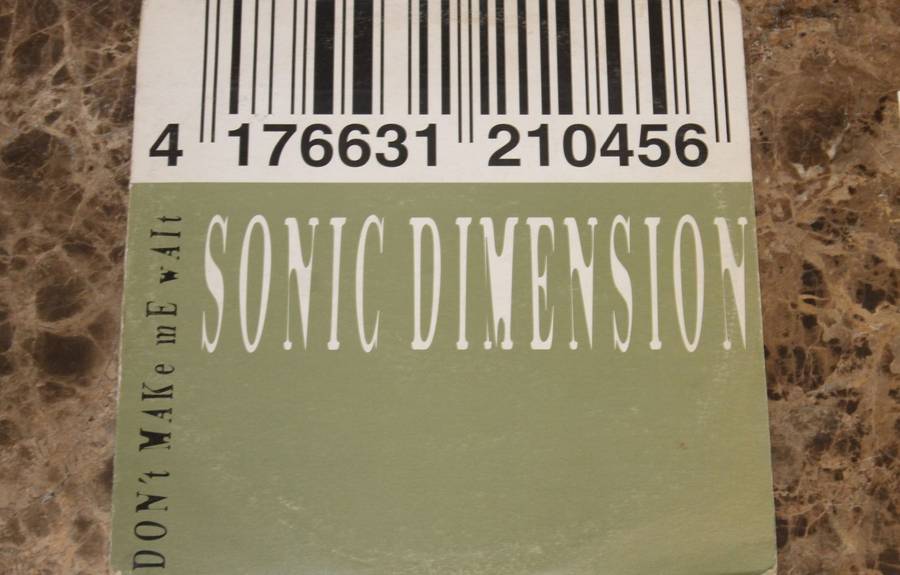 4 176631 210456
SONIC DIMENSION
DON't MAKe mE wAIt